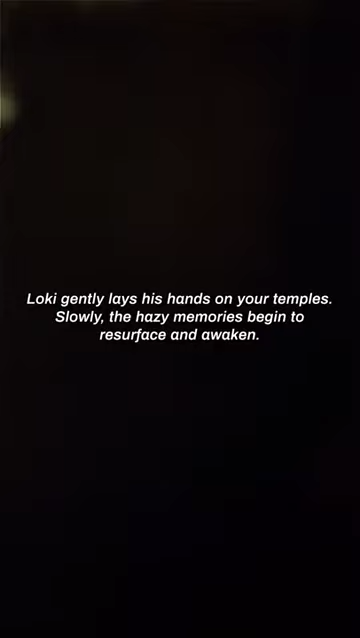 Loki gently lays his hands on your temples.
Slowly, the hazy memories begin to
resurface and awaken.